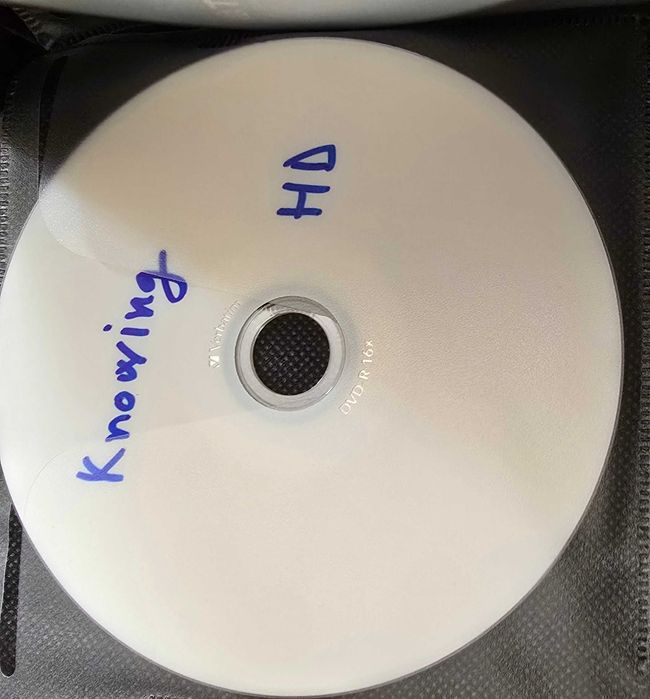 Knowing
HD
Verbatim
DVD-R 16x